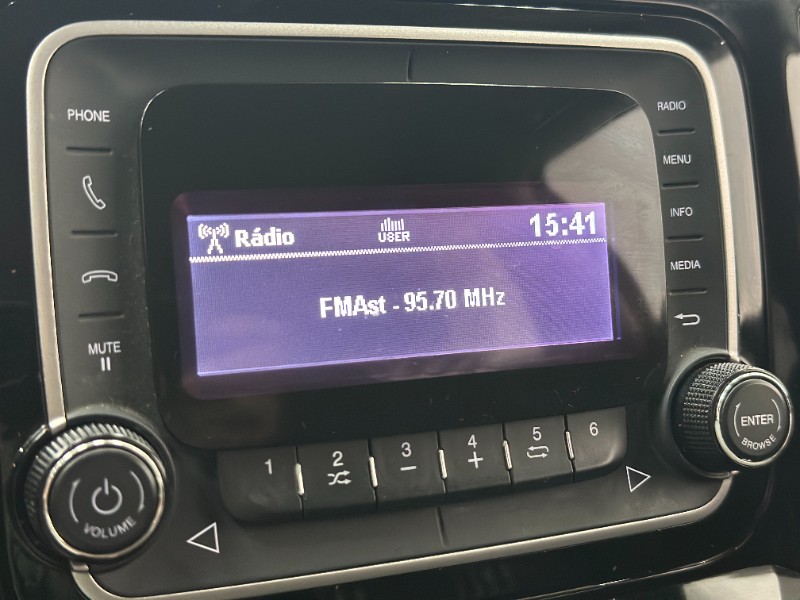 PHONE
RADIO
MENU
INFO
MEDIA
MUTE
Rádio
USER
15:41
FMAst - 95.70 MHz
1 2 3 4 5 6
− +
VOLUME
ENTER
BROWSE